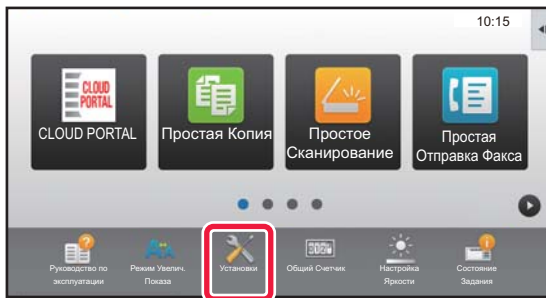 10:15
CLOUD
PORTAL
CLOUD PORTAL
Простая Копия
Простое
Сканирование
Простая
Отправка Факса
Руководство по
эксплуатации
Режим Увелич.
Показа
Установки
Общий Счетчик
Настройка
Яркости
Состояние
Задания